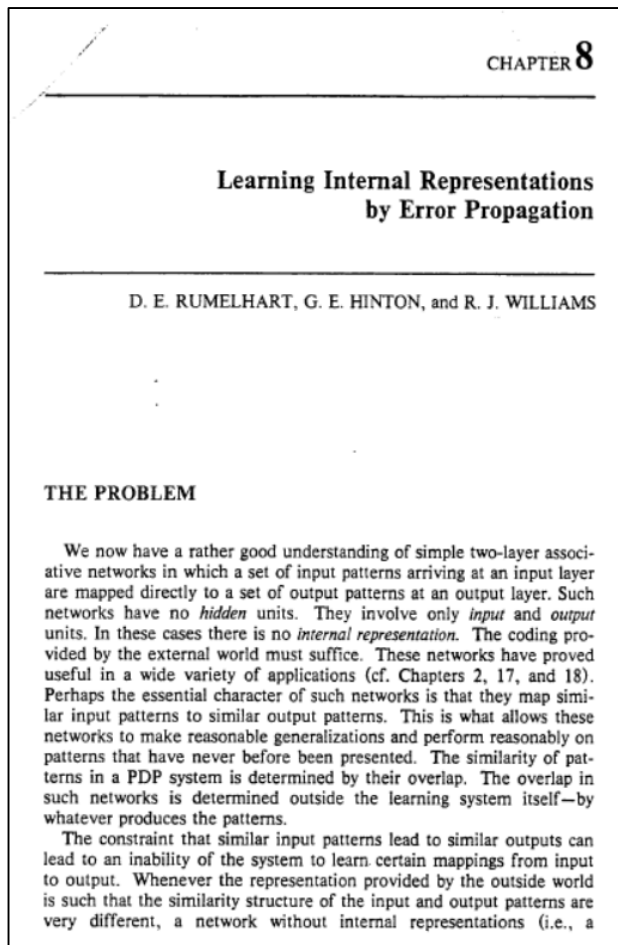 CHAPTER 8
Learning Internal Representations
by Error Propagation
D. E. RUMELHART, G. E. HINTON, and R. J. WILLIAMS
THE PROBLEM
We now have a rather good understanding of simple two-layer associ-
ative networks in which a set of input patterns arriving at an input layer
are mapped directly to a set of output patterns at an output layer. Such
networks have no hidden units. They involve only input and output
units. In these cases there is no internal representation. The coding pro-
vided by the external world must suffice. These networks have proved
useful in a wide variety of applications (cf. Chapters 2, 17, and 18).
Perhaps the essential character of such networks is that they map simi-
lar input patterns to similar output patterns. This is what allows these
networks to make reasonable generalizations and perform reasonably on
patterns that have never before been presented. The similarity of pat-
terns in a PDP system is determined by their overlap. The overlap in
such networks is determined outside the learning system itself—by
whatever produces the patterns.
The constraint that similar input patterns lead to similar outputs can
lead to an inability of the system to learn certain mappings from input
to output. Whenever the representation provided by the outside world
is such that the similarity structure of the input and output patterns are
very different, a network without internal representations (i.e., a